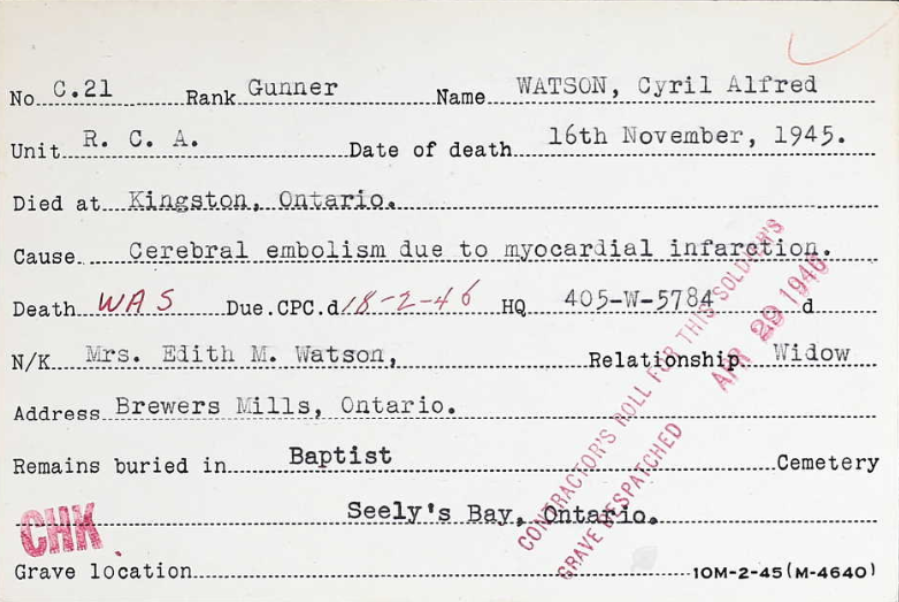 No. C.21 Rank Gunner Name WATSON, Cyril Alfred
Unit R. C. A. Date of death 16th November, 1945.
Died at Kingston, Ontario.
Cause Cerebral embolism due to myocardial infarction.
Death WAS Due.CPC.d 18-2-46 HQ 405-W-5784 d
N/K Mrs. Edith M. Watson, Relationship Widow
Address Brewers Mills, Ontario.
Remains buried in Baptist Cemetery
Seely's Bay, Ontario.
CHK
CONTRACTOR'S ROLL FOR THIS SOLDIER'S
GRAVE DESPATCHED APR 29 1946
Grave location 10M-2-45(M-4640)